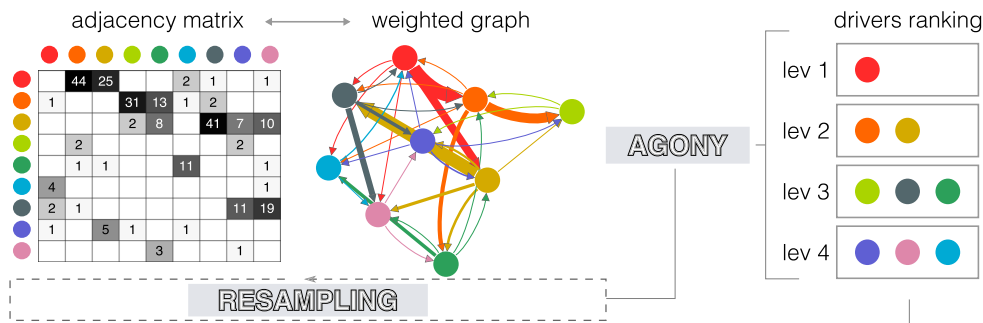 adjacency matrix
44 25 2 1 1
1 31 13 1 2
2 8 41 7 10
2 2
1 1 11 1
4 1
2 1 11 19
1 5 1 1
3 1
weighted graph
RESAMPLING
AGONY
drivers ranking
lev 1
lev 2
lev 3
lev 4